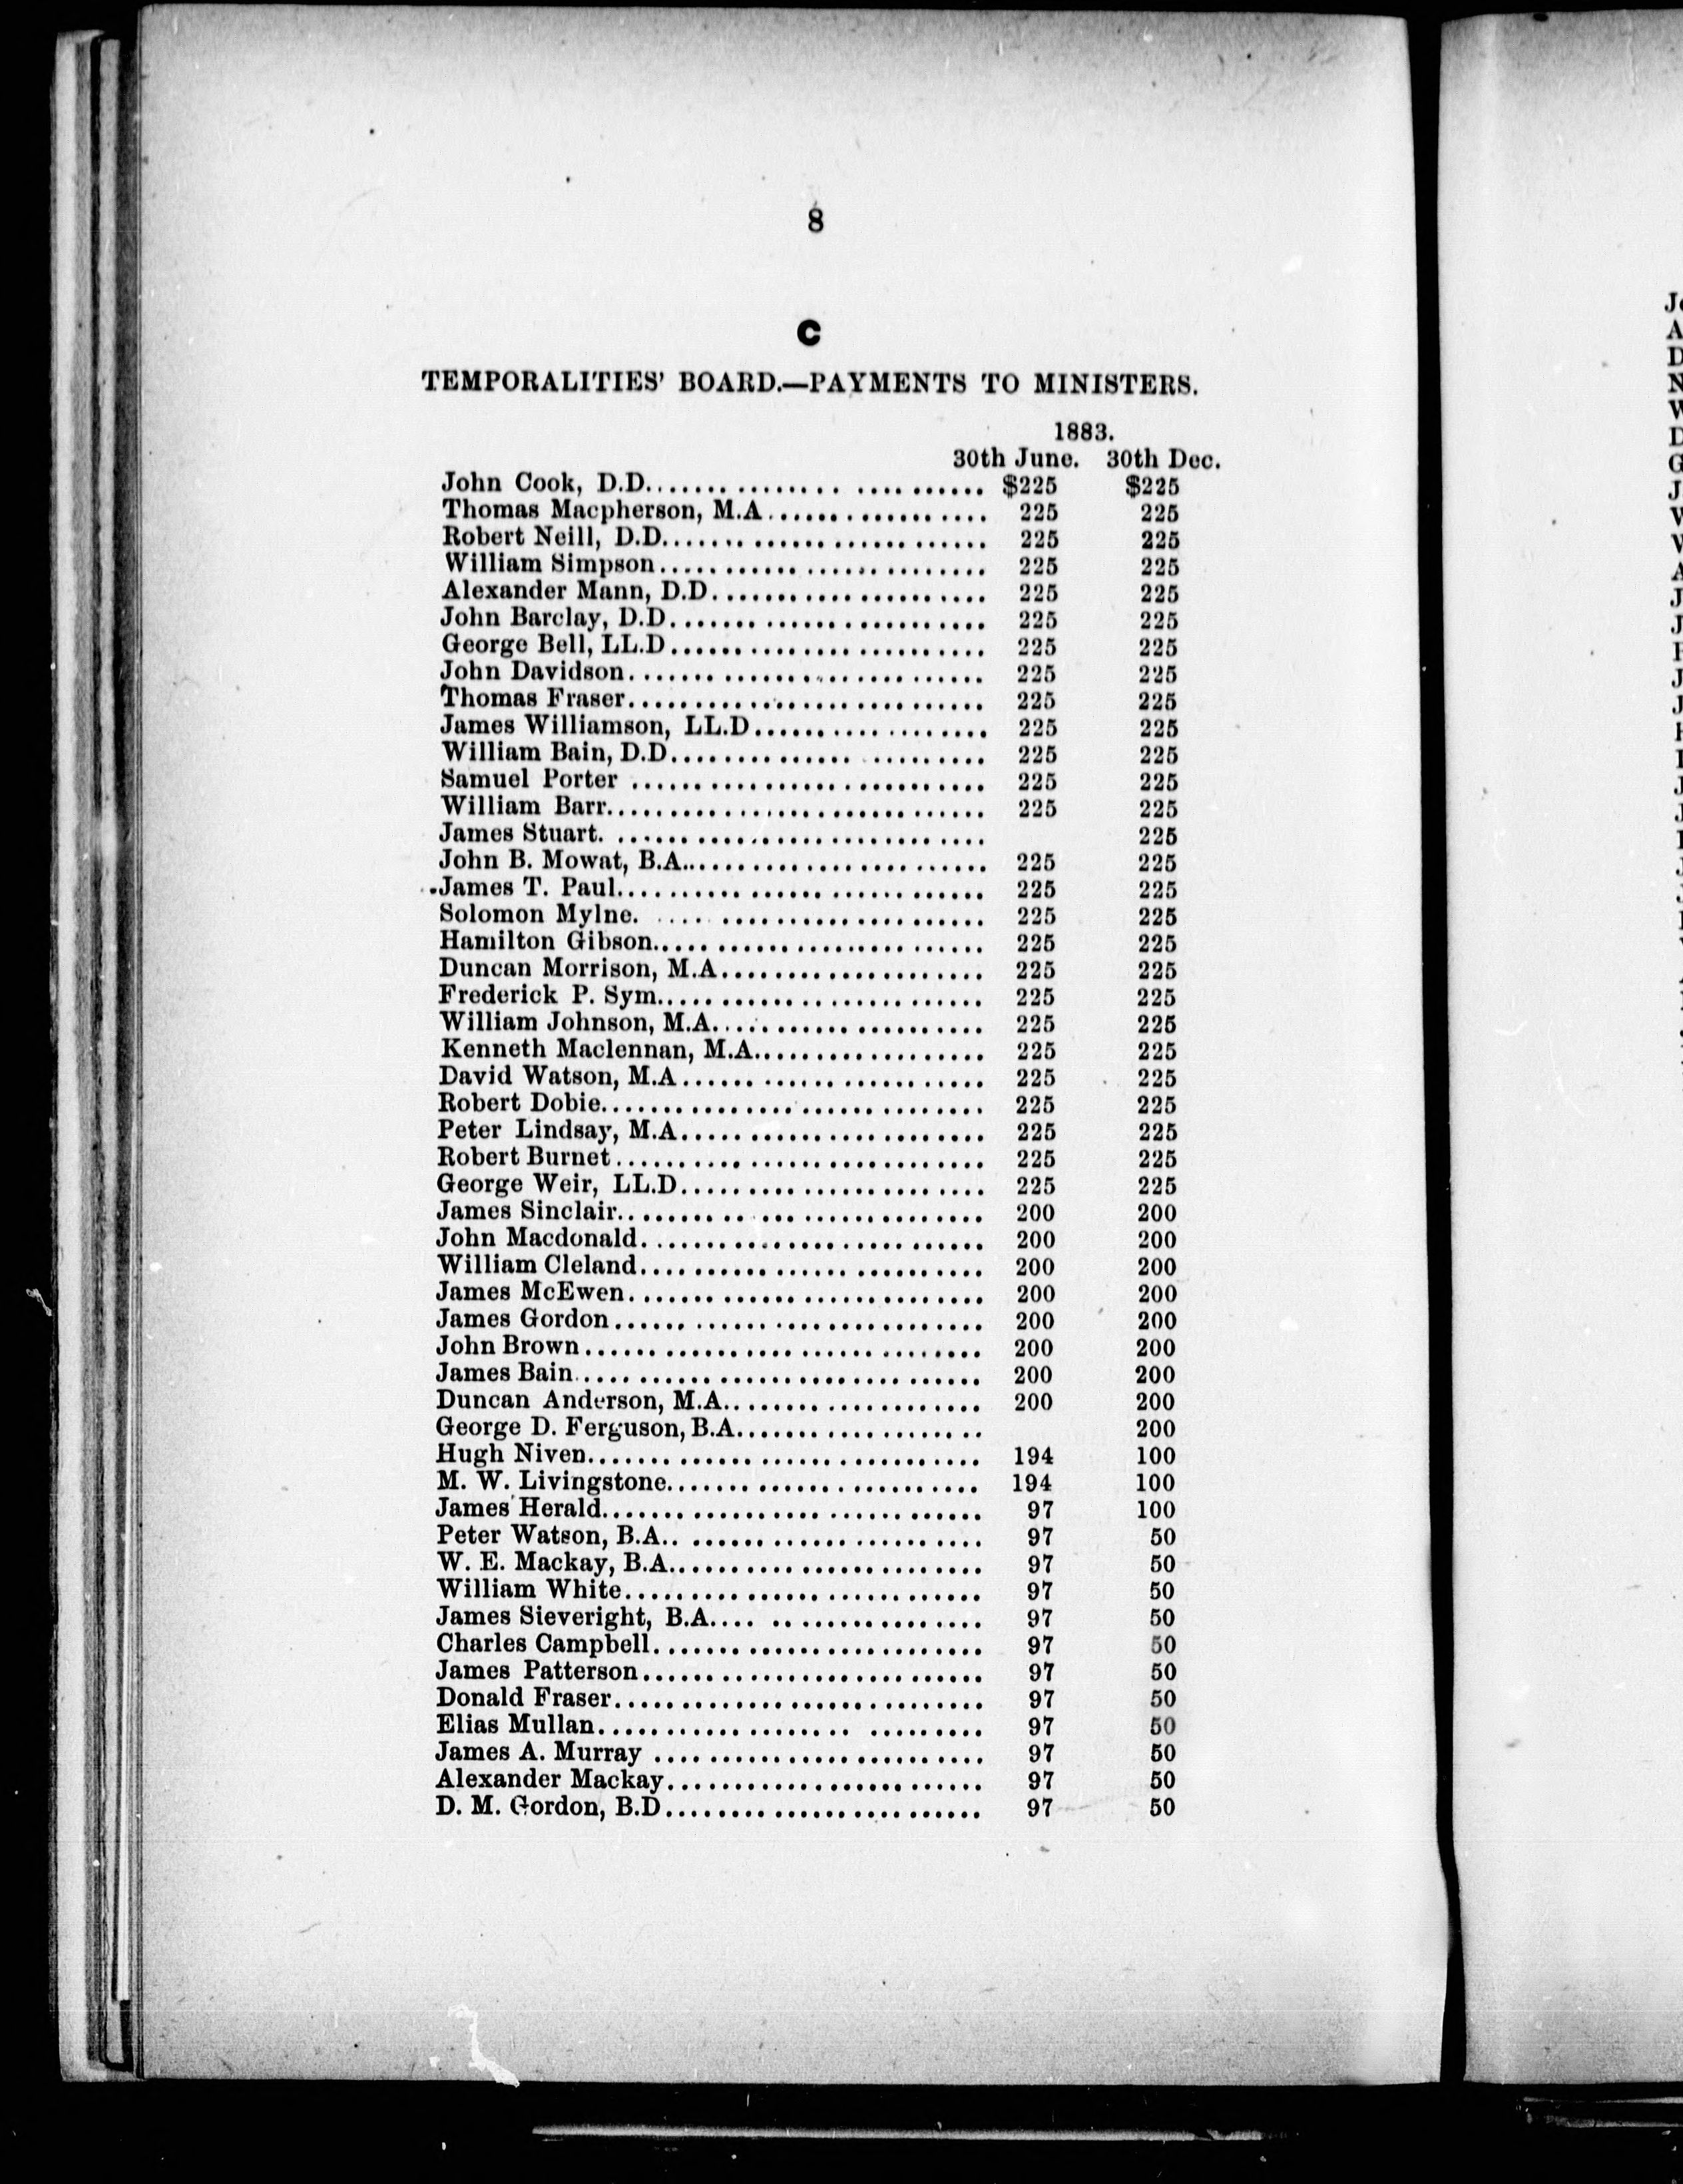 8
C
TEMPORALITIES' BOARD.—PAYMENTS TO MINISTERS.
1883.
30th June. 30th Dec.
John Cook, D.D. $225 $225
Thomas Macpherson, M.A. 225 225
Robert Neill, D.D. 225 225
William Simpson 225 225
Alexander Mann, D.D. 225 225
John Barclay, D.D. 225 225
George Bell, LL.D. 225 225
John Davidson 225 225
Thomas Fraser 225 225
James Williamson, LL.D. 225 225
William Bain, D.D. 225 225
Samuel Porter 225 225
William Barr 225 225
James Stuart. 225
John B. Mowat, B.A. 225 225
James T. Paul 225 225
Solomon Mylne. 225 225
Hamilton Gibson 225 225
Duncan Morrison, M.A. 225 225
Frederick P. Sym 225 225
William Johnson, M.A. 225 225
Kenneth Maclennan, M.A. 225 225
David Watson, M.A. 225 225
Robert Dobie 225 225
Peter Lindsay, M.A. 225 225
Robert Burnet 225 225
George Weir, LL.D. 225 225
James Sinclair 200 200
John Macdonald 200 200
William Cleland 200 200
James McEwen 200 200
James Gordon 200 200
John Brown 200 200
James Bain 200 200
Duncan Anderson, M.A. 200 200
George D. Ferguson, B.A. 200
Hugh Niven 194 100
M. W. Livingstone 194 100
James Herald 97 100
Peter Watson, B.A. 97 50
W. E. Mackay, B.A. 97 50
William White 97 50
James Sieveright, B.A. 97 50
Charles Campbell 97 50
James Patterson 97 50
Donald Fraser 97 50
Elias Mullan 97 50
James A. Murray 97 50
Alexander Mackay 97 50
D. M. Gordon, B.D. 97 50